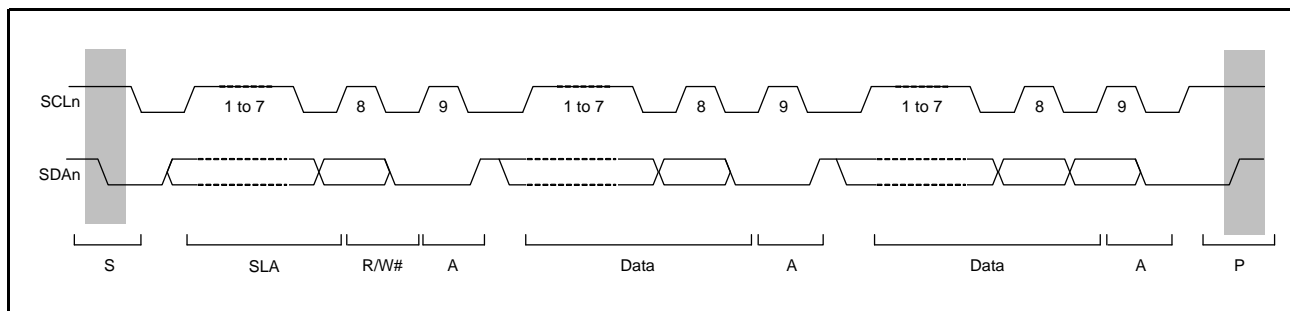 SCLn 1 to 7 8 9 1 to 7 8 9 1 to 7 8 9
SDAn
S SLA R/W# A Data A Data A P